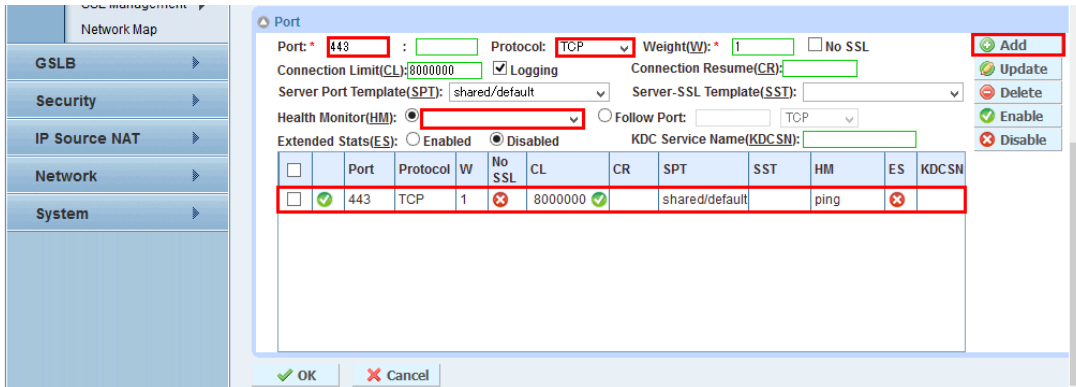 Network Map
GSLB
Security
IP Source NAT
Network
System
Port
Port: * 443 : Protocol: TCP Weight(W): * 1 No SSL
Connection Limit(CL): 8000000 Logging Connection Resume(CR):
Server Port Template(SPT): shared/default Server-SSL Template(SST):
Health Monitor(HM): Follow Port: TCP
Extended Stats(ES): Enabled Disabled KDC Service Name(KDCSN):
Add
Update
Delete
Enable
Disable
Port Protocol W No SSL CL CR SPT SST HM ES KDCSN
443 TCP 1 8000000 shared/default ping
OK Cancel